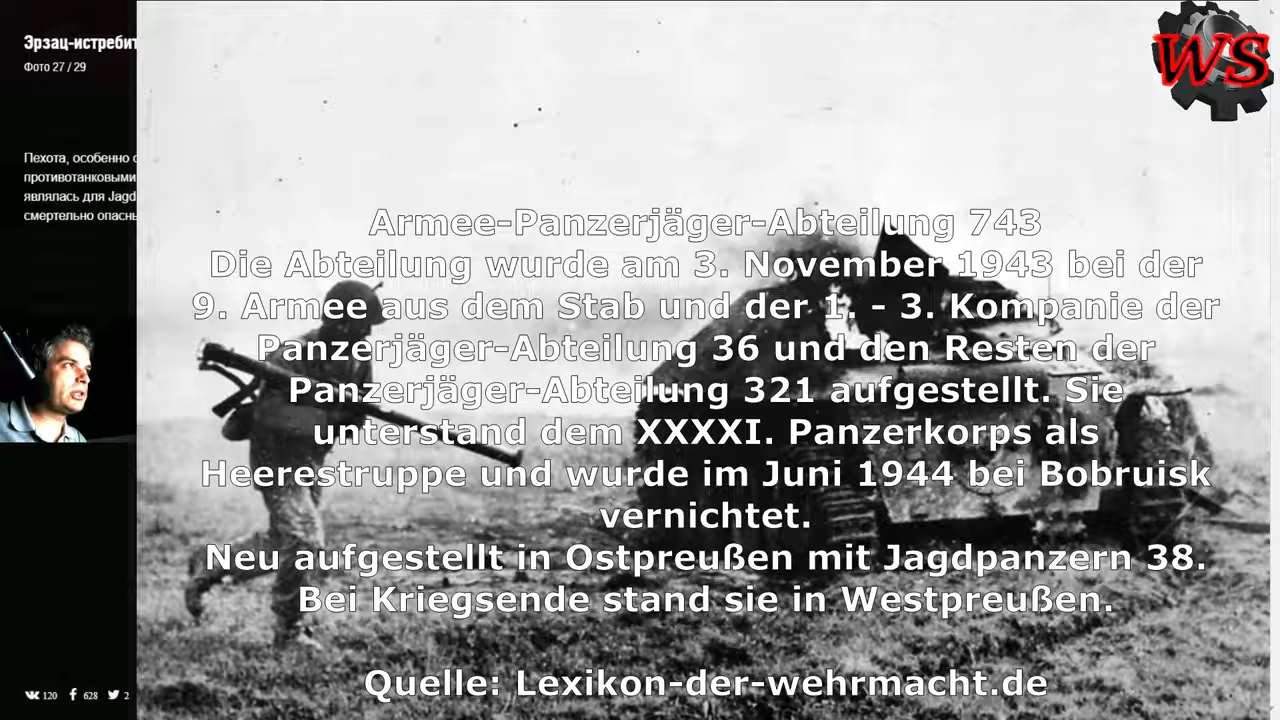 Эрзац-истребит
Фото 27 / 29
Пехота, особенно с
противотанковыми
являлась для Jagd
смертельно опаснь
WS
Armee-Panzerjäger-Abteilung 743
Die Abteilung wurde am 3. November 1943 bei der
9. Armee aus dem Stab und der 1. - 3. Kompanie der
Panzerjäger-Abteilung 36 und den Resten der
Panzerjäger-Abteilung 321 aufgestellt. Sie
unterstand dem XXXXI. Panzerkorps als
Heerestruppe und wurde im Juni 1944 bei Bobruisk
vernichtet.
Neu aufgestellt in Ostpreußen mit Jagdpanzern 38.
Bei Kriegsende stand sie in Westpreußen.
Quelle: Lexikon-der-wehrmacht.de
120 628 2